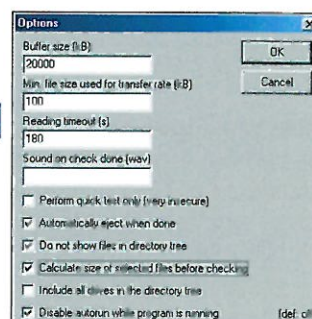 Options
Buffer size (kB)
OK
20000
Cancel
Min. file size used for transfer rate (kB)
100
Reading timeout (s)
180
Sound on check done (wav)
Perform quick test only (very insecure)
Automatically eject when done
Do not show files in directory tree
Calculate size of selected files before checking
Include all drives in the directory tree
Disable autorun while program is running
[def: off